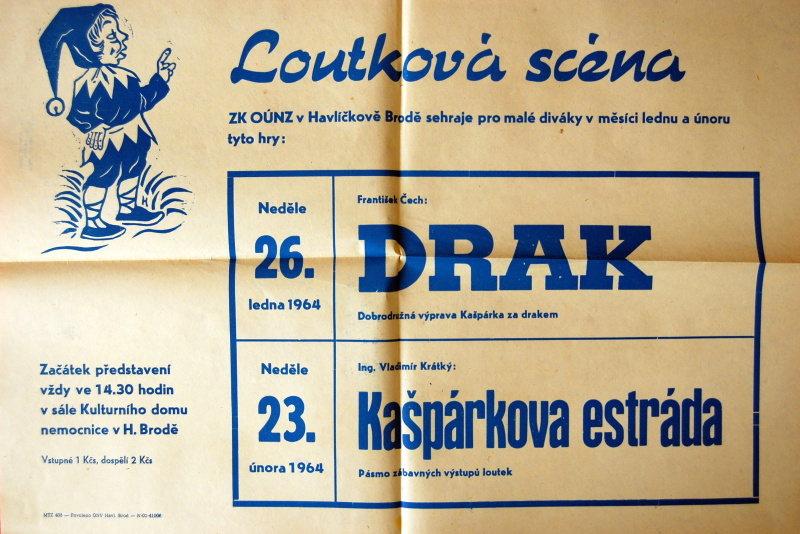 Loutková scéna
ZK OÚNZ v Havlíčkově Brodě sehraje pro malé diváky v měsíci lednu a únoru
tyto hry:
Neděle
26.
ledna 1964
František Čech:
DRAK
Dobrodružná výprava Kašpárka za drakem
Neděle
23.
února 1964
Ing. Vladimír Krátký:
Kašpárkova estráda
Pásmo zábavných výstupů loutek
Začátek představení
vždy ve 14.30 hodin
v sále Kulturního domu
nemocnice v H. Brodě
Vstupné 1 Kčs, dospělí 2 Kčs
H